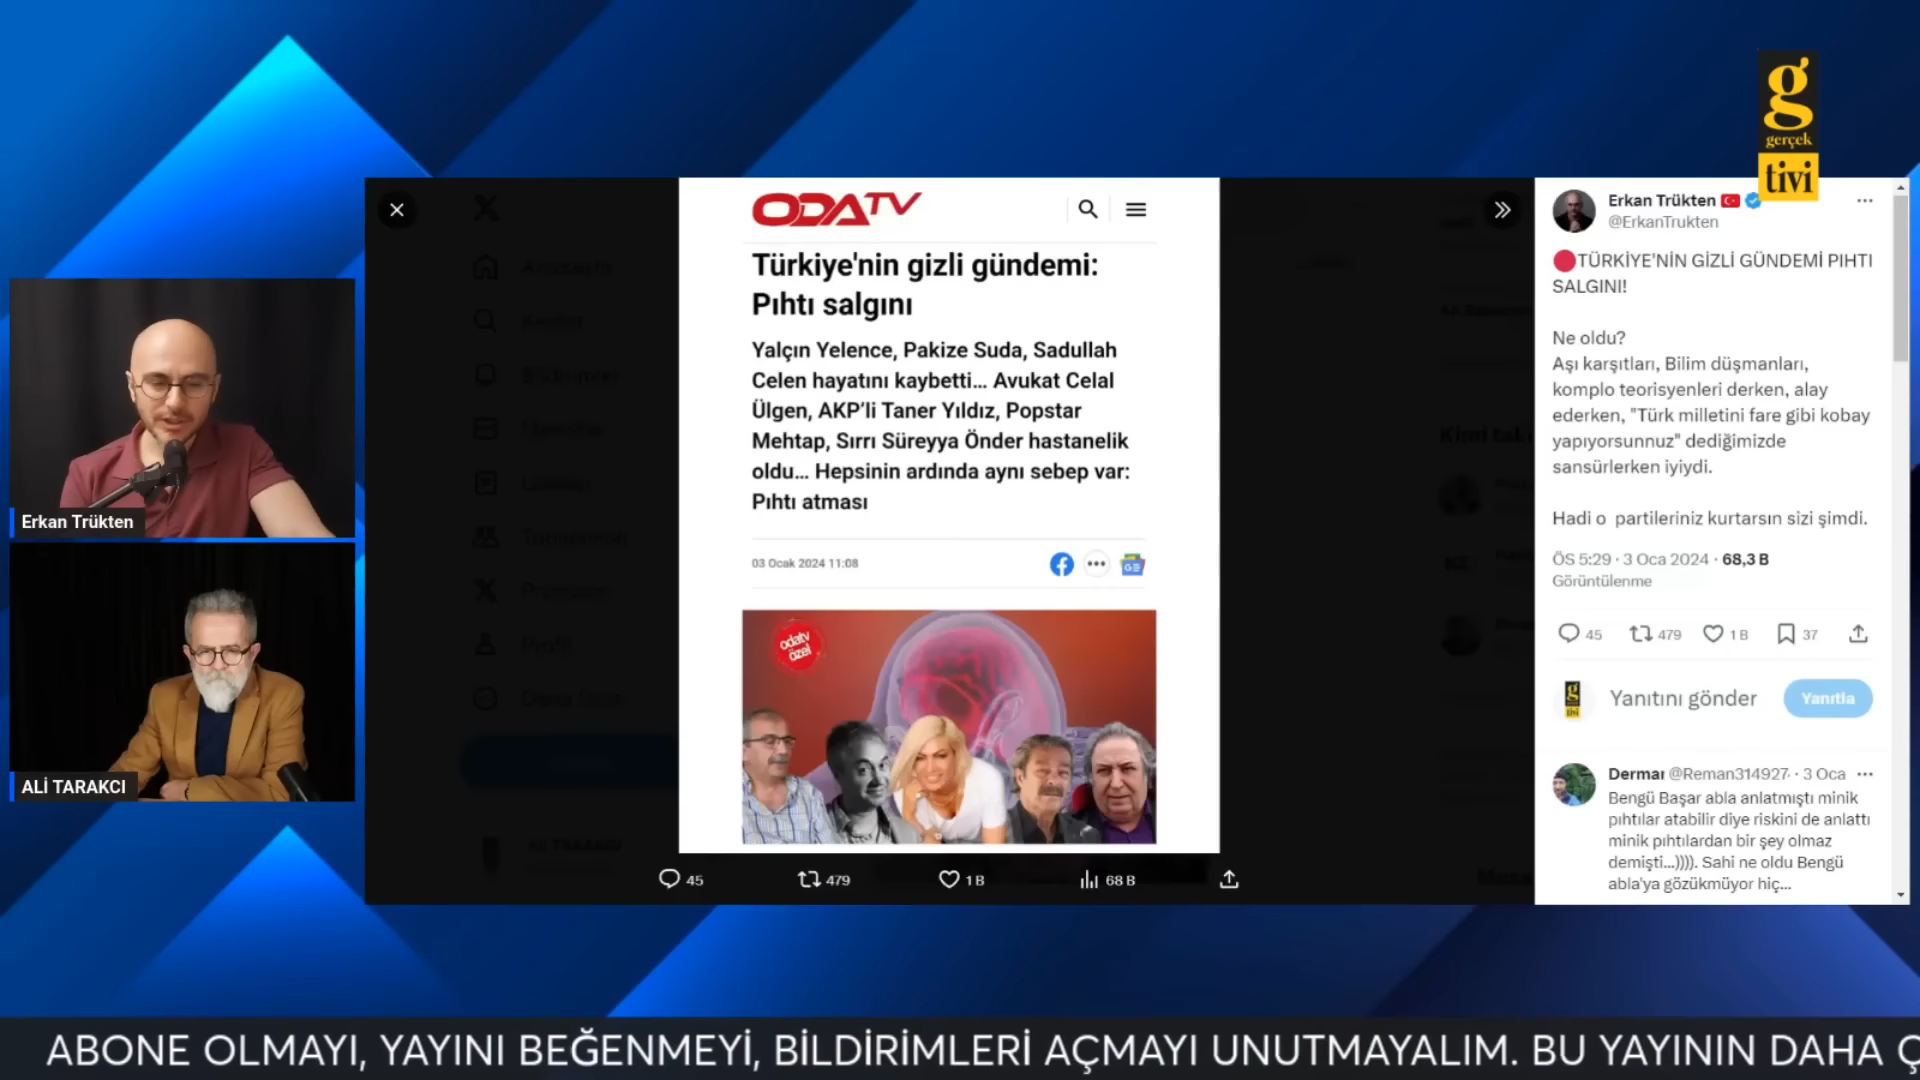 g
gerçek
tivi
Erkan Trükten
ALİ TARAKCI
ODATV
Türkiye'nin gizli gündemi:
Pıhtı salgını
Yalçın Yelence, Pakize Suda, Sadullah
Celen hayatını kaybetti... Avukat Celal
Ülgen, AKP'li Taner Yıldız, Popstar
Mehtap, Sırrı Süreyya Önder hastanelik
oldu... Hepsinin ardında aynı sebep var:
Pıhtı atması
03 Ocak 2024 11:08
odatv
özel
45
479
1 B
68 B
Erkan Trükten
@ErkanTrukten
TÜRKİYE'NİN GİZLİ GÜNDEMİ PIHTI
SALGINI!
Ne oldu?
Aşı karşıtları, Bilim düşmanları,
komplo teorisyenleri derken, alay
ederken, "Türk milletini fare gibi kobay
yapıyorsunnuz" dediğimizde
sansürlerken iyiydi.
Hadi o partileriniz kurtarsın sizi şimdi.
ÖS 5:29 · 3 Oca 2024 · 68,3 B
Görüntülenme
45
479
1 B
37
Yanıtını gönder
Yanıtla
Dermaı @Reman314927· · 3 Oca
Bengü Başar abla anlatmıştı minik
pıhtılar atabilir diye riskini de anlattı
minik pıhtılardan bir şey olmaz
demişti...)))). Sahi ne oldu Bengü
abla'ya gözükmüyor hiç...
ABONE OLMAYI, YAYINI BEĞENMEYİ, BİLDİRİMLERİ AÇMAYI UNUTMAYALIM. BU YAYININ DAHA Ç